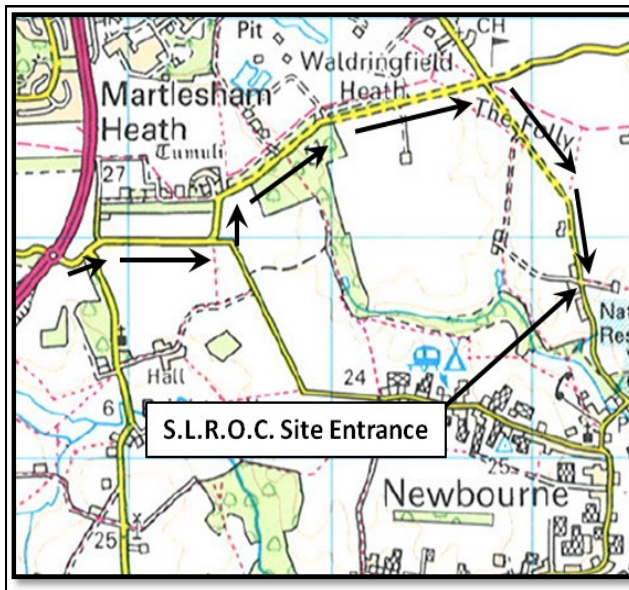 CH
Pit
Waldringfield
Heath
Martlesham
Heath
The Folly
Tumuli
27
Nat
Res
24
Hall
6
S.L.R.O.C. Site Entrance
P
25
Newbourne
25